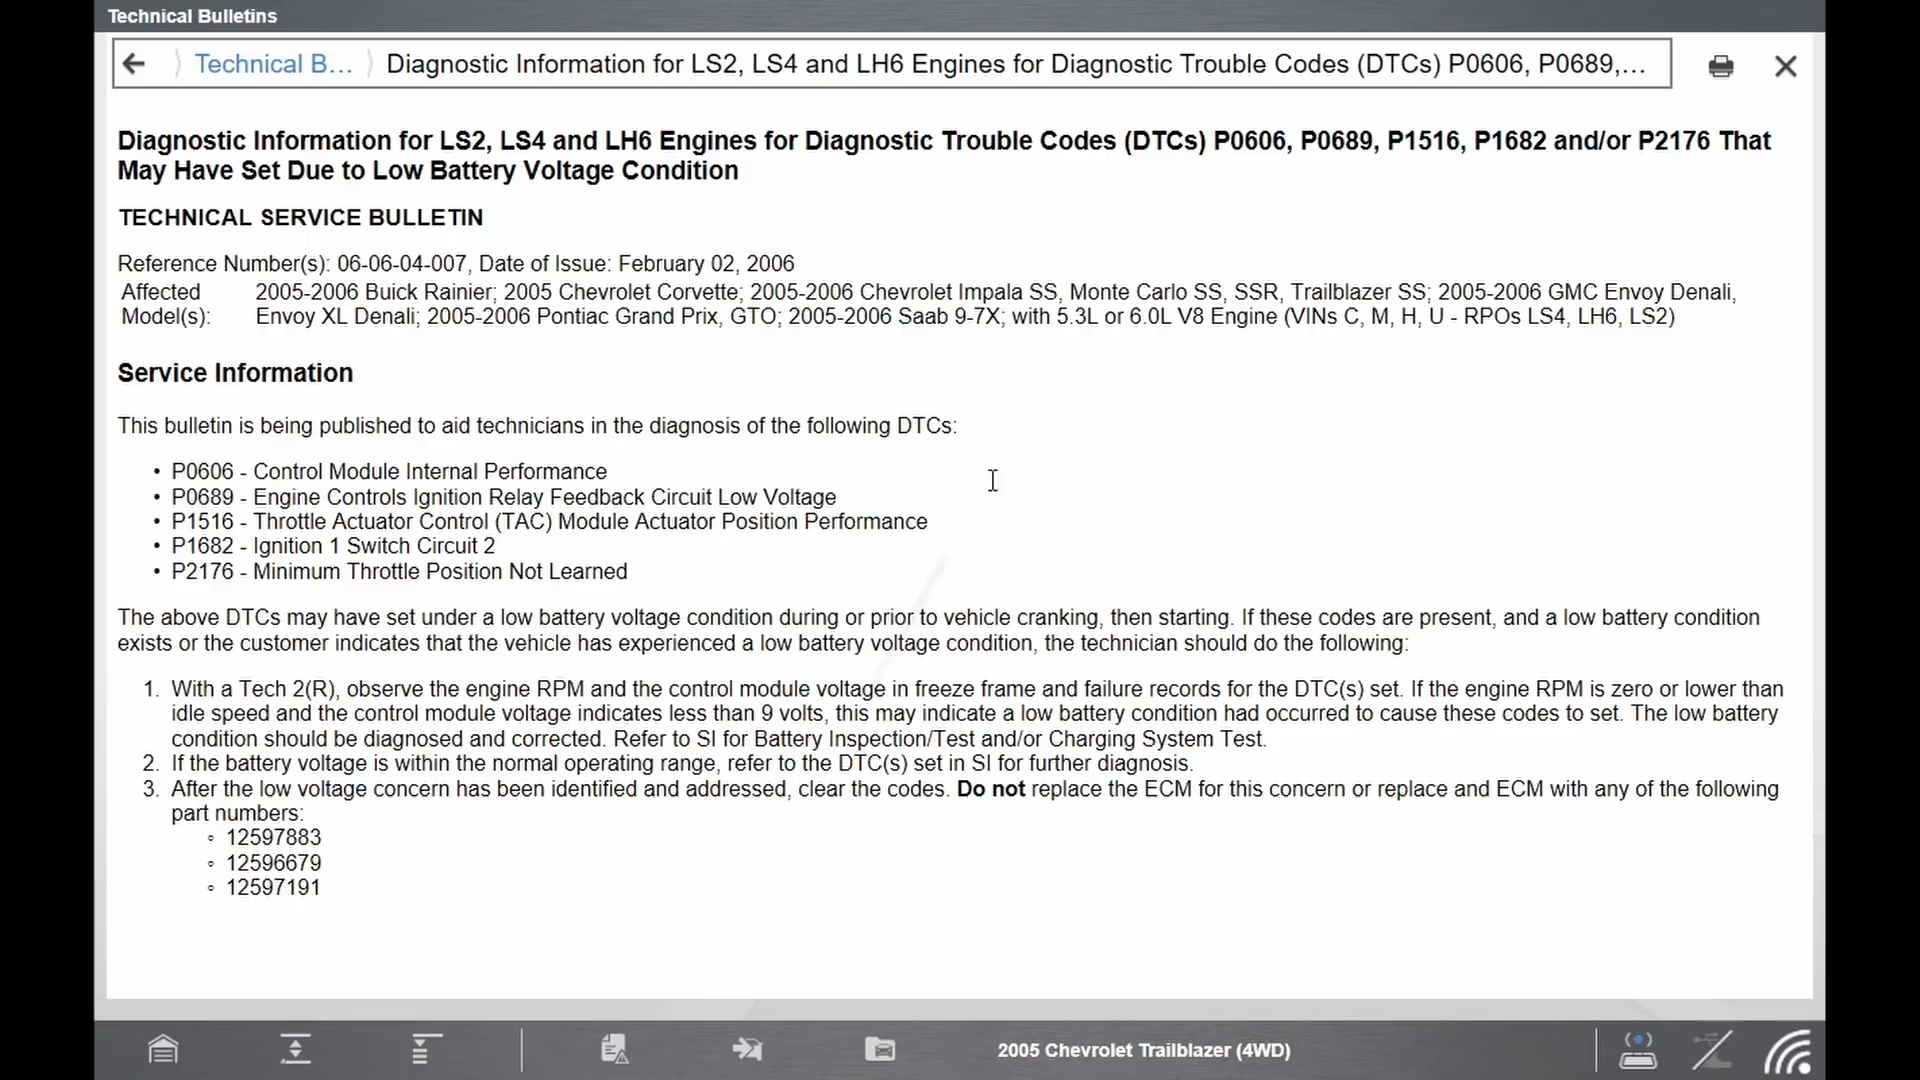 Technical Bulletins
Technical B... Diagnostic Information for LS2, LS4 and LH6 Engines for Diagnostic Trouble Codes (DTCs) P0606, P0689,...
Diagnostic Information for LS2, LS4 and LH6 Engines for Diagnostic Trouble Codes (DTCs) P0606, P0689, P1516, P1682 and/or P2176 That
May Have Set Due to Low Battery Voltage Condition
TECHNICAL SERVICE BULLETIN
Reference Number(s): 06-06-04-007, Date of Issue: February 02, 2006
Affected 2005-2006 Buick Rainier; 2005 Chevrolet Corvette; 2005-2006 Chevrolet Impala SS, Monte Carlo SS, SSR, Trailblazer SS; 2005-2006 GMC Envoy Denali,
Model(s): Envoy XL Denali; 2005-2006 Pontiac Grand Prix, GTO; 2005-2006 Saab 9-7X; with 5.3L or 6.0L V8 Engine (VINs C, M, H, U - RPOs LS4, LH6, LS2)
Service Information
This bulletin is being published to aid technicians in the diagnosis of the following DTCs:
• P0606 - Control Module Internal Performance
• P0689 - Engine Controls Ignition Relay Feedback Circuit Low Voltage
• P1516 - Throttle Actuator Control (TAC) Module Actuator Position Performance
• P1682 - Ignition 1 Switch Circuit 2
• P2176 - Minimum Throttle Position Not Learned
The above DTCs may have set under a low battery voltage condition during or prior to vehicle cranking, then starting. If these codes are present, and a low battery condition
exists or the customer indicates that the vehicle has experienced a low battery voltage condition, the technician should do the following:
1. With a Tech 2(R), observe the engine RPM and the control module voltage in freeze frame and failure records for the DTC(s) set. If the engine RPM is zero or lower than
idle speed and the control module voltage indicates less than 9 volts, this may indicate a low battery condition had occurred to cause these codes to set. The low battery
condition should be diagnosed and corrected. Refer to SI for Battery Inspection/Test and/or Charging System Test.
2. If the battery voltage is within the normal operating range, refer to the DTC(s) set in SI for further diagnosis.
3. After the low voltage concern has been identified and addressed, clear the codes. Do not replace the ECM for this concern or replace and ECM with any of the following
part numbers:
◦ 12597883
◦ 12596679
◦ 12597191
2005 Chevrolet Trailblazer (4WD)